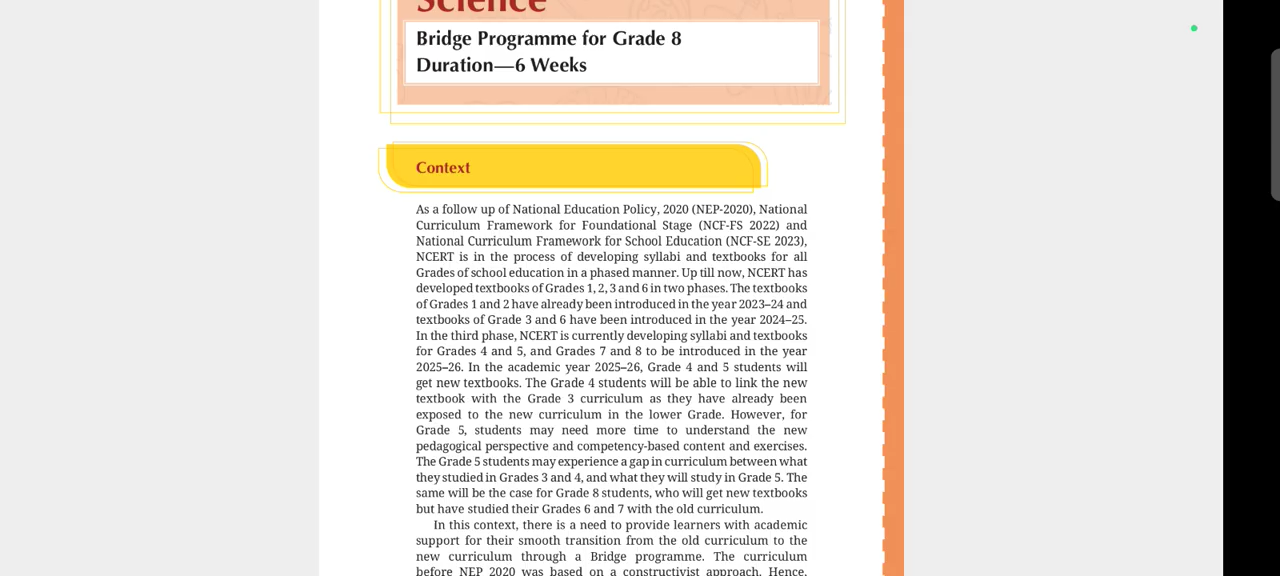 Science
Bridge Programme for Grade 8
Duration—6 Weeks
Context
As a follow up of National Education Policy, 2020 (NEP-2020), National
Curriculum Framework for Foundational Stage (NCF-FS 2022) and
National Curriculum Framework for School Education (NCF-SE 2023),
NCERT is in the process of developing syllabi and textbooks for all
Grades of school education in a phased manner. Up till now, NCERT has
developed textbooks of Grades 1, 2, 3 and 6 in two phases. The textbooks
of Grades 1 and 2 have already been introduced in the year 2023–24 and
textbooks of Grade 3 and 6 have been introduced in the year 2024–25.
In the third phase, NCERT is currently developing syllabi and textbooks
for Grades 4 and 5, and Grades 7 and 8 to be introduced in the year
2025–26. In the academic year 2025–26, Grade 4 and 5 students will
get new textbooks. The Grade 4 students will be able to link the new
textbook with the Grade 3 curriculum as they have already been
exposed to the new curriculum in the lower Grade. However, for
Grade 5, students may need more time to understand the new
pedagogical perspective and competency-based content and exercises.
The Grade 5 students may experience a gap in curriculum between what
they studied in Grades 3 and 4, and what they will study in Grade 5. The
same will be the case for Grade 8 students, who will get new textbooks
but have studied their Grades 6 and 7 with the old curriculum.
In this context, there is a need to provide learners with academic
support for their smooth transition from the old curriculum to the
new curriculum through a Bridge programme. The curriculum
before NEP 2020 was based on a constructivist approach. Hence,